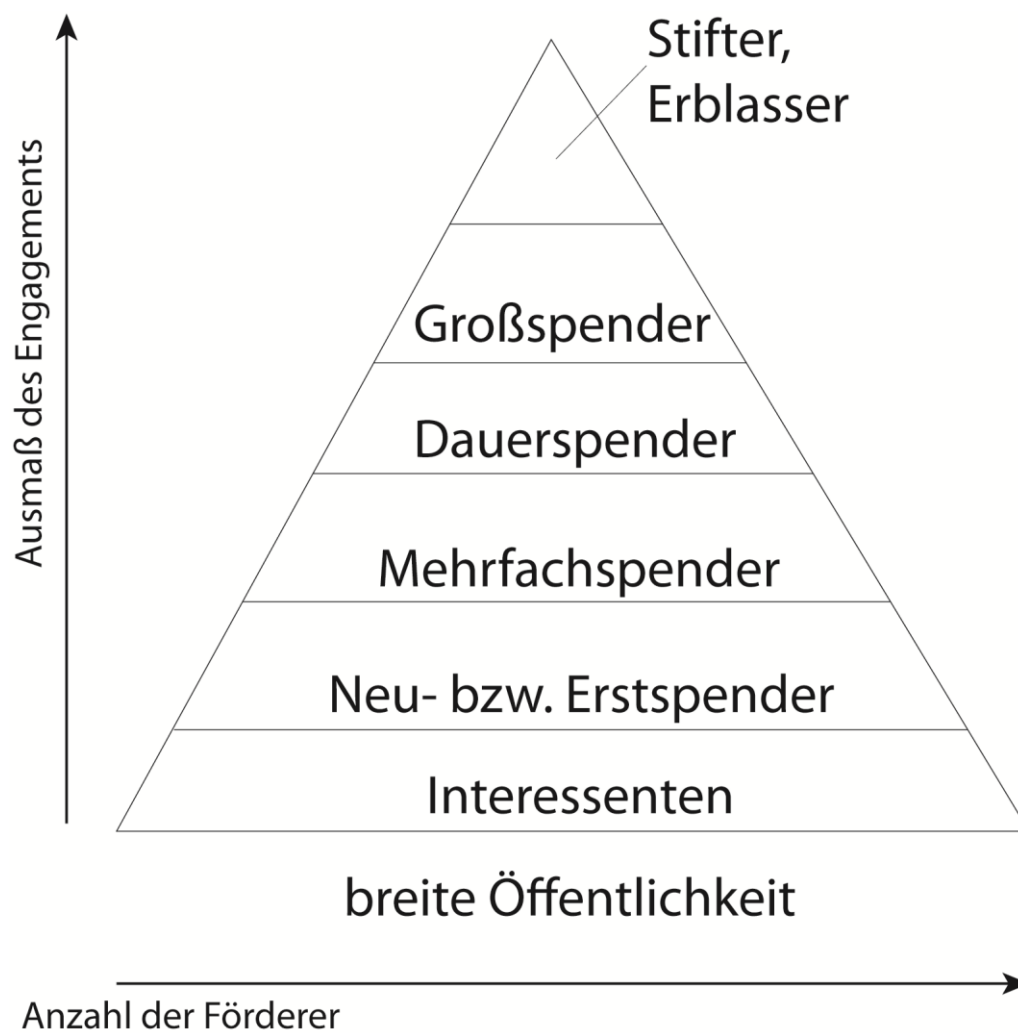 Stifter,
Erblasser
Ausmaß des Engagements
Großspender
Dauerspender
Mehrfachspender
Neu- bzw. Erstspender
Interessenten
breite Öffentlichkeit
Anzahl der Förderer